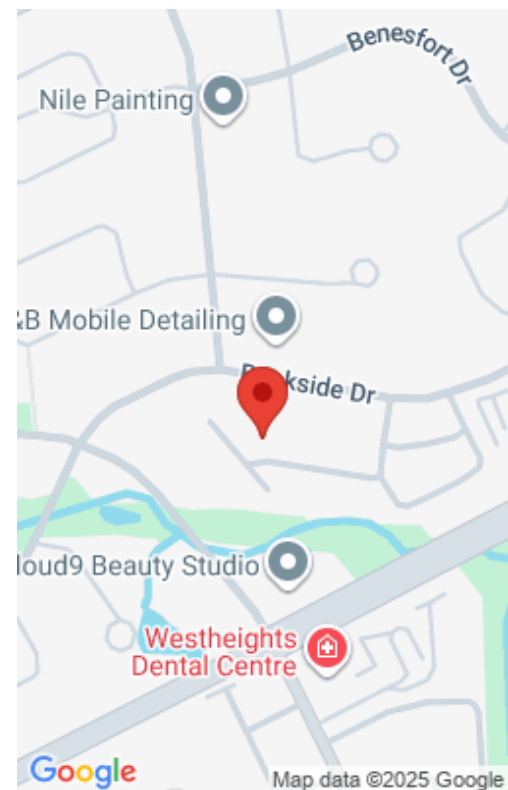 Benesfort Dr
Nile Painting
&B Mobile Detailing
kside Dr
loud9 Beauty Studio
Westheights
Dental Centre
Google
Map data ©2025 Google